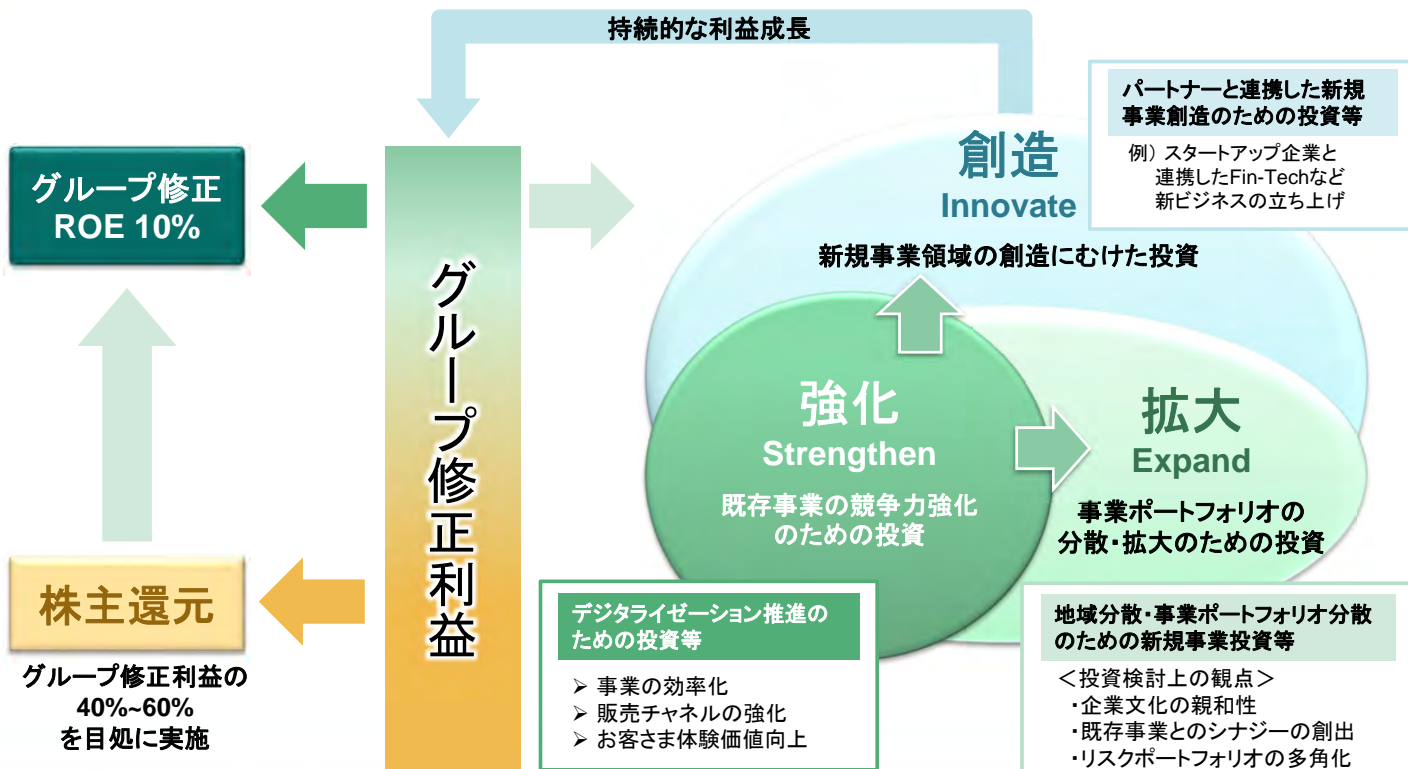 持続的な利益成長
グループ修正
ROE 10%
株主還元
グループ修正利益の
40%~60%
を目処に実施
グループ修正利益
創造
Innovate
新規事業領域の創造にむけた投資
パートナーと連携した新規
事業創造のための投資等
例） スタートアップ企業と
連携したFin-Techなど
新ビジネスの立ち上げ
強化
Strengthen
既存事業の競争力強化
のための投資
拡大
Expand
事業ポートフォリオの
分散・拡大のための投資
デジタライゼーション推進の
ための投資等
➢ 事業の効率化
➢ 販売チャネルの強化
➢ お客さま体験価値向上
地域分散・事業ポートフォリオ分散
のための新規事業投資等
＜投資検討上の観点＞
・企業文化の親和性
・既存事業とのシナジーの創出
・リスクポートフォリオの多角化